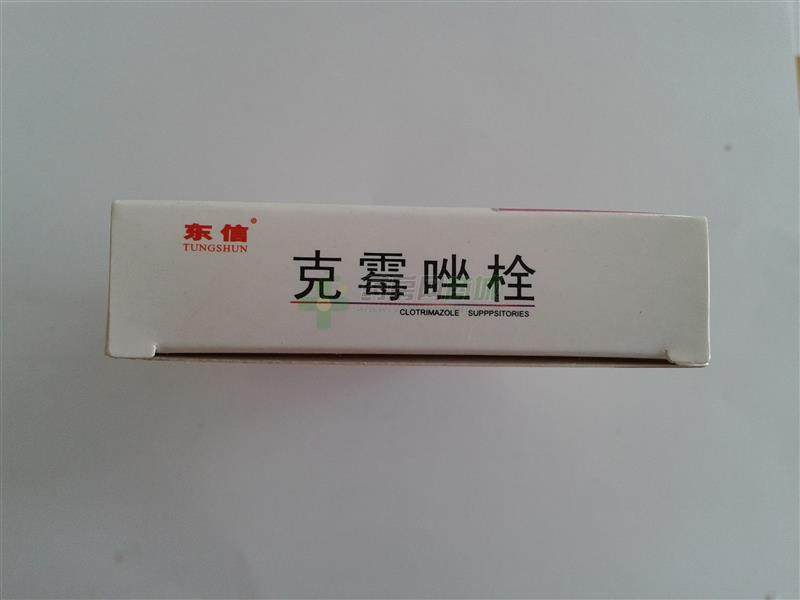 东信®
TUNGSHUN
克霉唑栓
CLOTRIMAZOLE SUPPPSITORIES